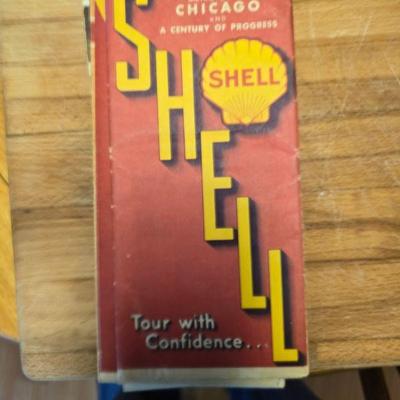 CHICAGO
AND
A CENTURY OF PROGRESS
SHELL
SHELL
Tour with
Confidence...